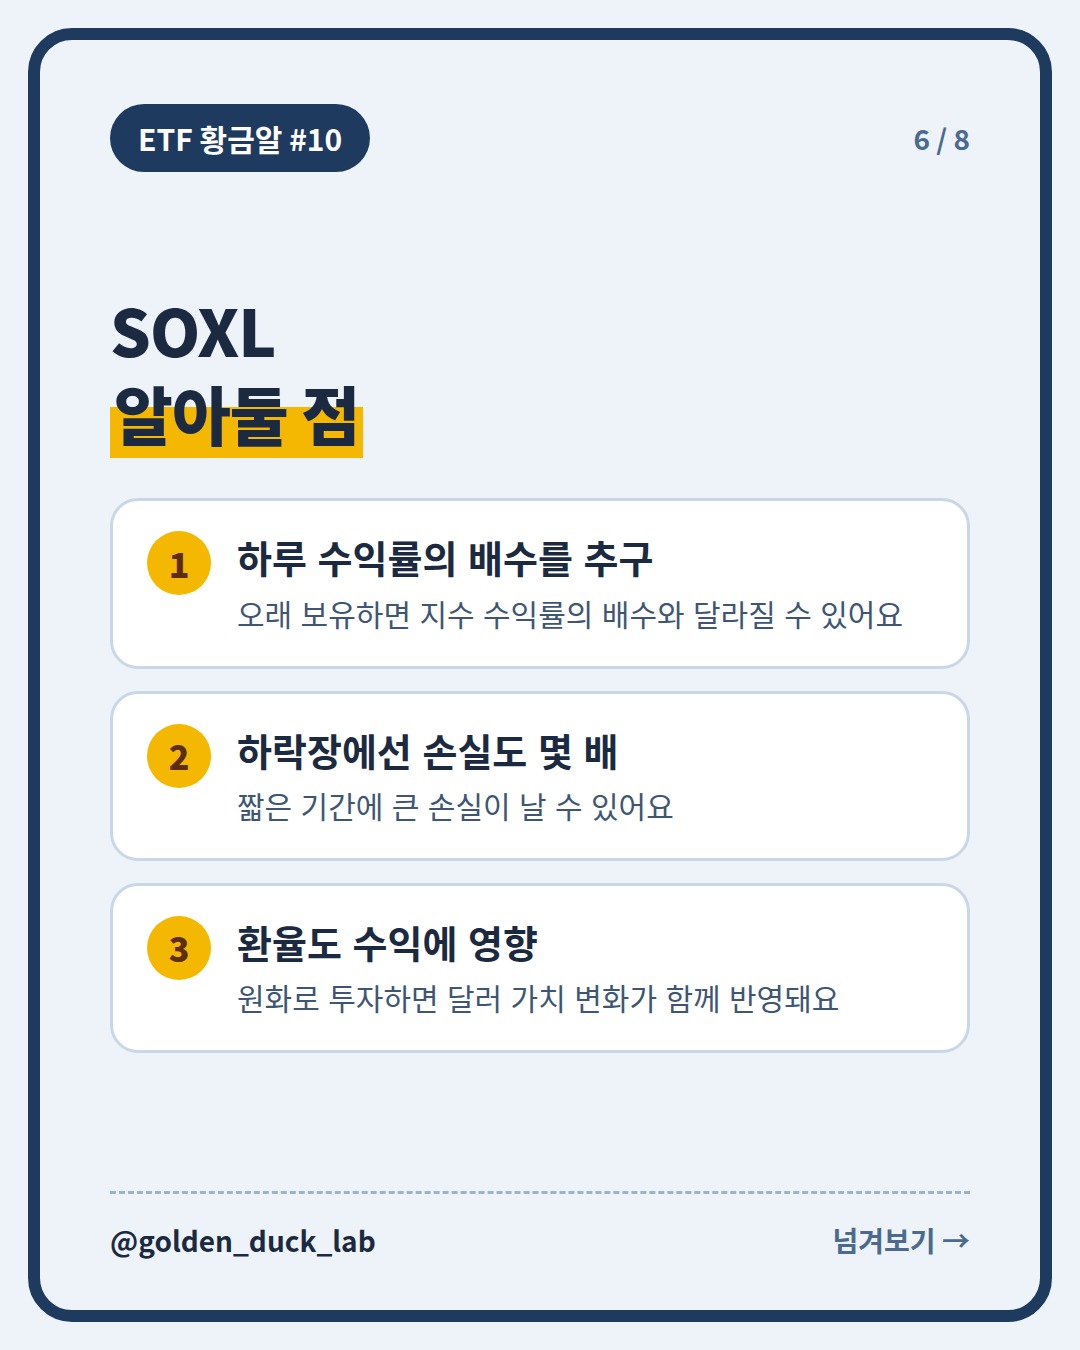 ETF 황금알 #10
6 / 8
SOXL
알아둘 점
1
하루 수익률의 배수를 추구
오래 보유하면 지수 수익률의 배수와 달라질 수 있어요
2
하락장에선 손실도 몇 배
짧은 기간에 큰 손실이 날 수 있어요
3
환율도 수익에 영향
원화로 투자하면 달러 가치 변화가 함께 반영돼요
@golden_duck_lab
넘겨보기 →